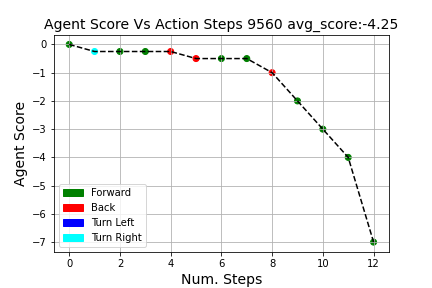 Agent Score Vs Action Steps 9560 avg_score:-4.25
0
−1
−2
−3
−4
−5
−6
−7
Agent Score
Forward
Back
Turn Left
Turn Right
0 2 4 6 8 10 12
Num. Steps